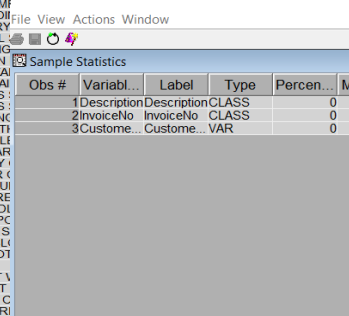 File View Actions Window
Sample Statistics
Obs # Variabl... Label Type Percen... M
1 Description Description CLASS 0
2 InvoiceNo InvoiceNo CLASS 0
3 Custome... Custome... VAR 0